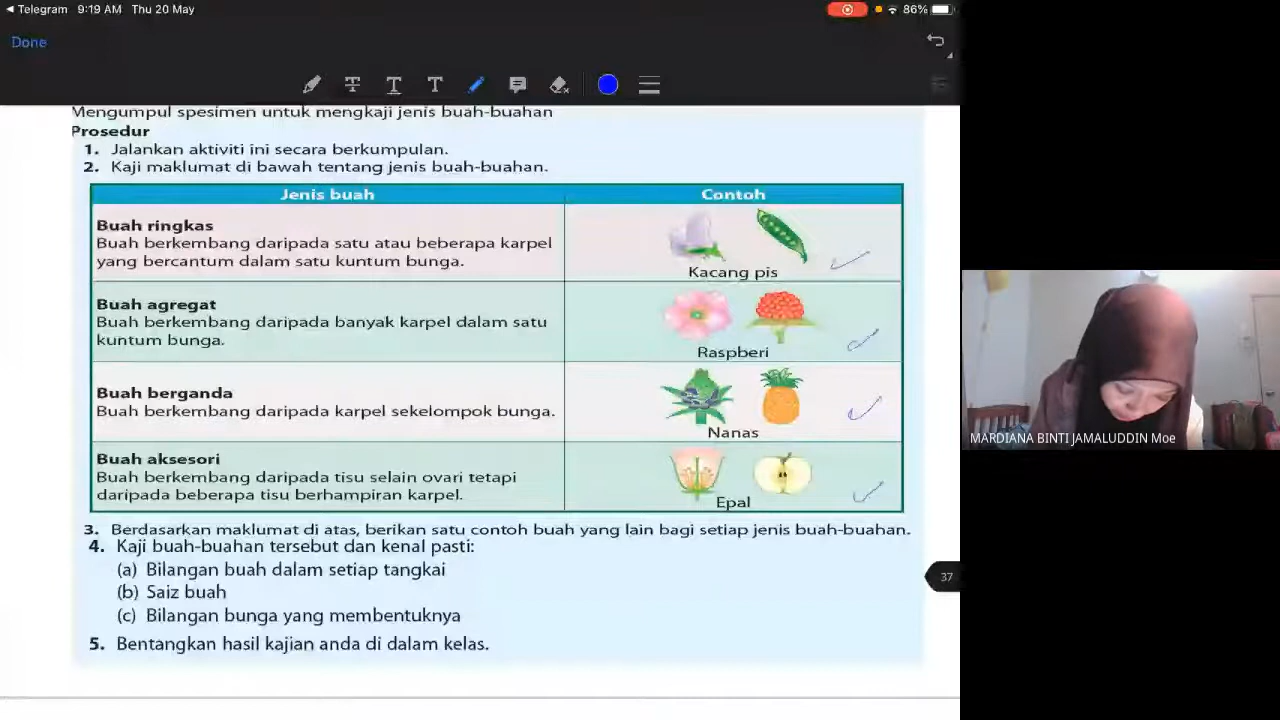 Telegram 9:19 AM Thu 20 May 86%
Done
T T T
Mengumpul spesimen untuk mengkaji jenis buah-buahan
Prosedur
1. Jalankan aktiviti ini secara berkumpulan.
2. Kaji maklumat di bawah tentang jenis buah-buahan.
Jenis buah
Contoh
Buah ringkas
Buah berkembang daripada satu atau beberapa karpel
yang bercantum dalam satu kuntum bunga.
Kacang pis
Buah agregat
Buah berkembang daripada banyak karpel dalam satu
kuntum bunga.
Raspberi
Buah berganda
Buah berkembang daripada karpel sekelompok bunga.
Nanas
Buah aksesori
Buah berkembang daripada tisu selain ovari tetapi
daripada beberapa tisu berhampiran karpel.
Epal
3. Berdasarkan maklumat di atas, berikan satu contoh buah yang lain bagi setiap jenis buah-buahan.
4. Kaji buah-buahan tersebut dan kenal pasti:
(a) Bilangan buah dalam setiap tangkai
(b) Saiz buah
(c) Bilangan bunga yang membentuknya
5. Bentangkan hasil kajian anda di dalam kelas.
37
MARDIANA BINTI JAMALUDDIN Moe